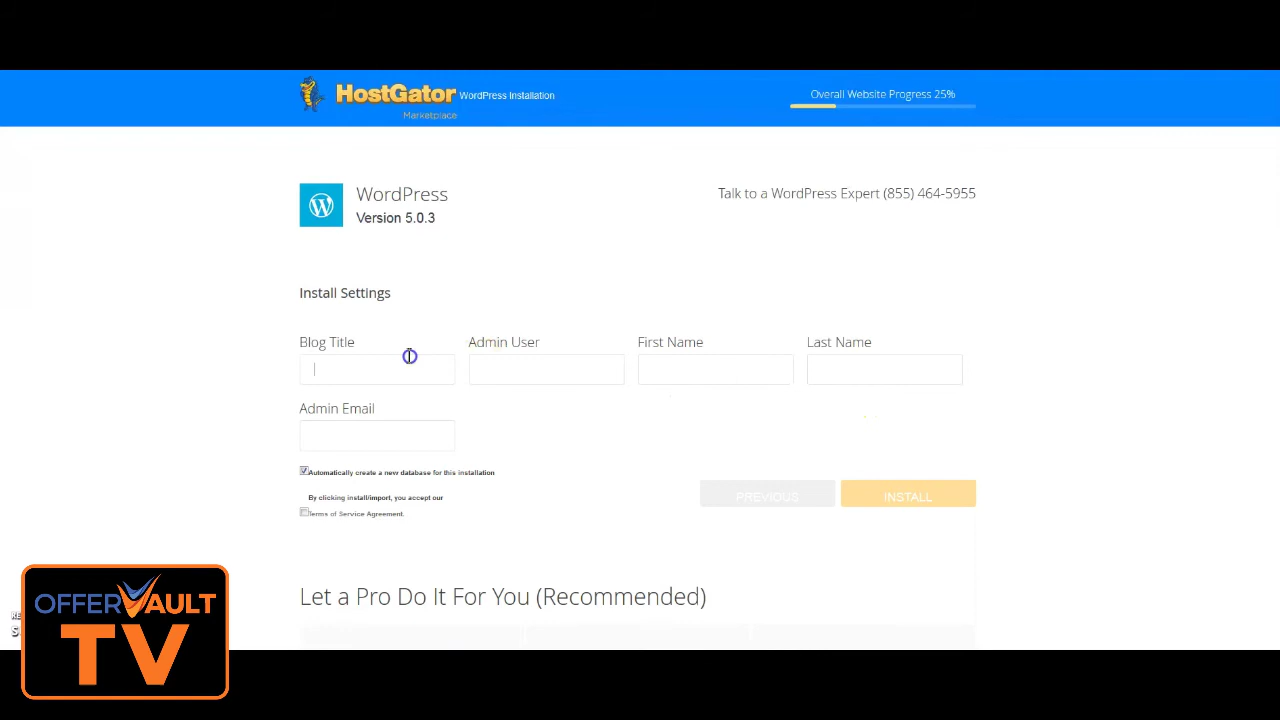 HostGator WordPress Installation
Marketplace
Overall Website Progress 25%
WordPress
Version 5.0.3
Talk to a WordPress Expert (855) 464-5955
Install Settings
Blog Title Admin User First Name Last Name
Admin Email
Automatically create a new database for this installation
By clicking install/import, you accept our
Terms of Service Agreement.
PREVIOUS INSTALL
Let a Pro Do It For You (Recommended)
OFFERVAULT
TV